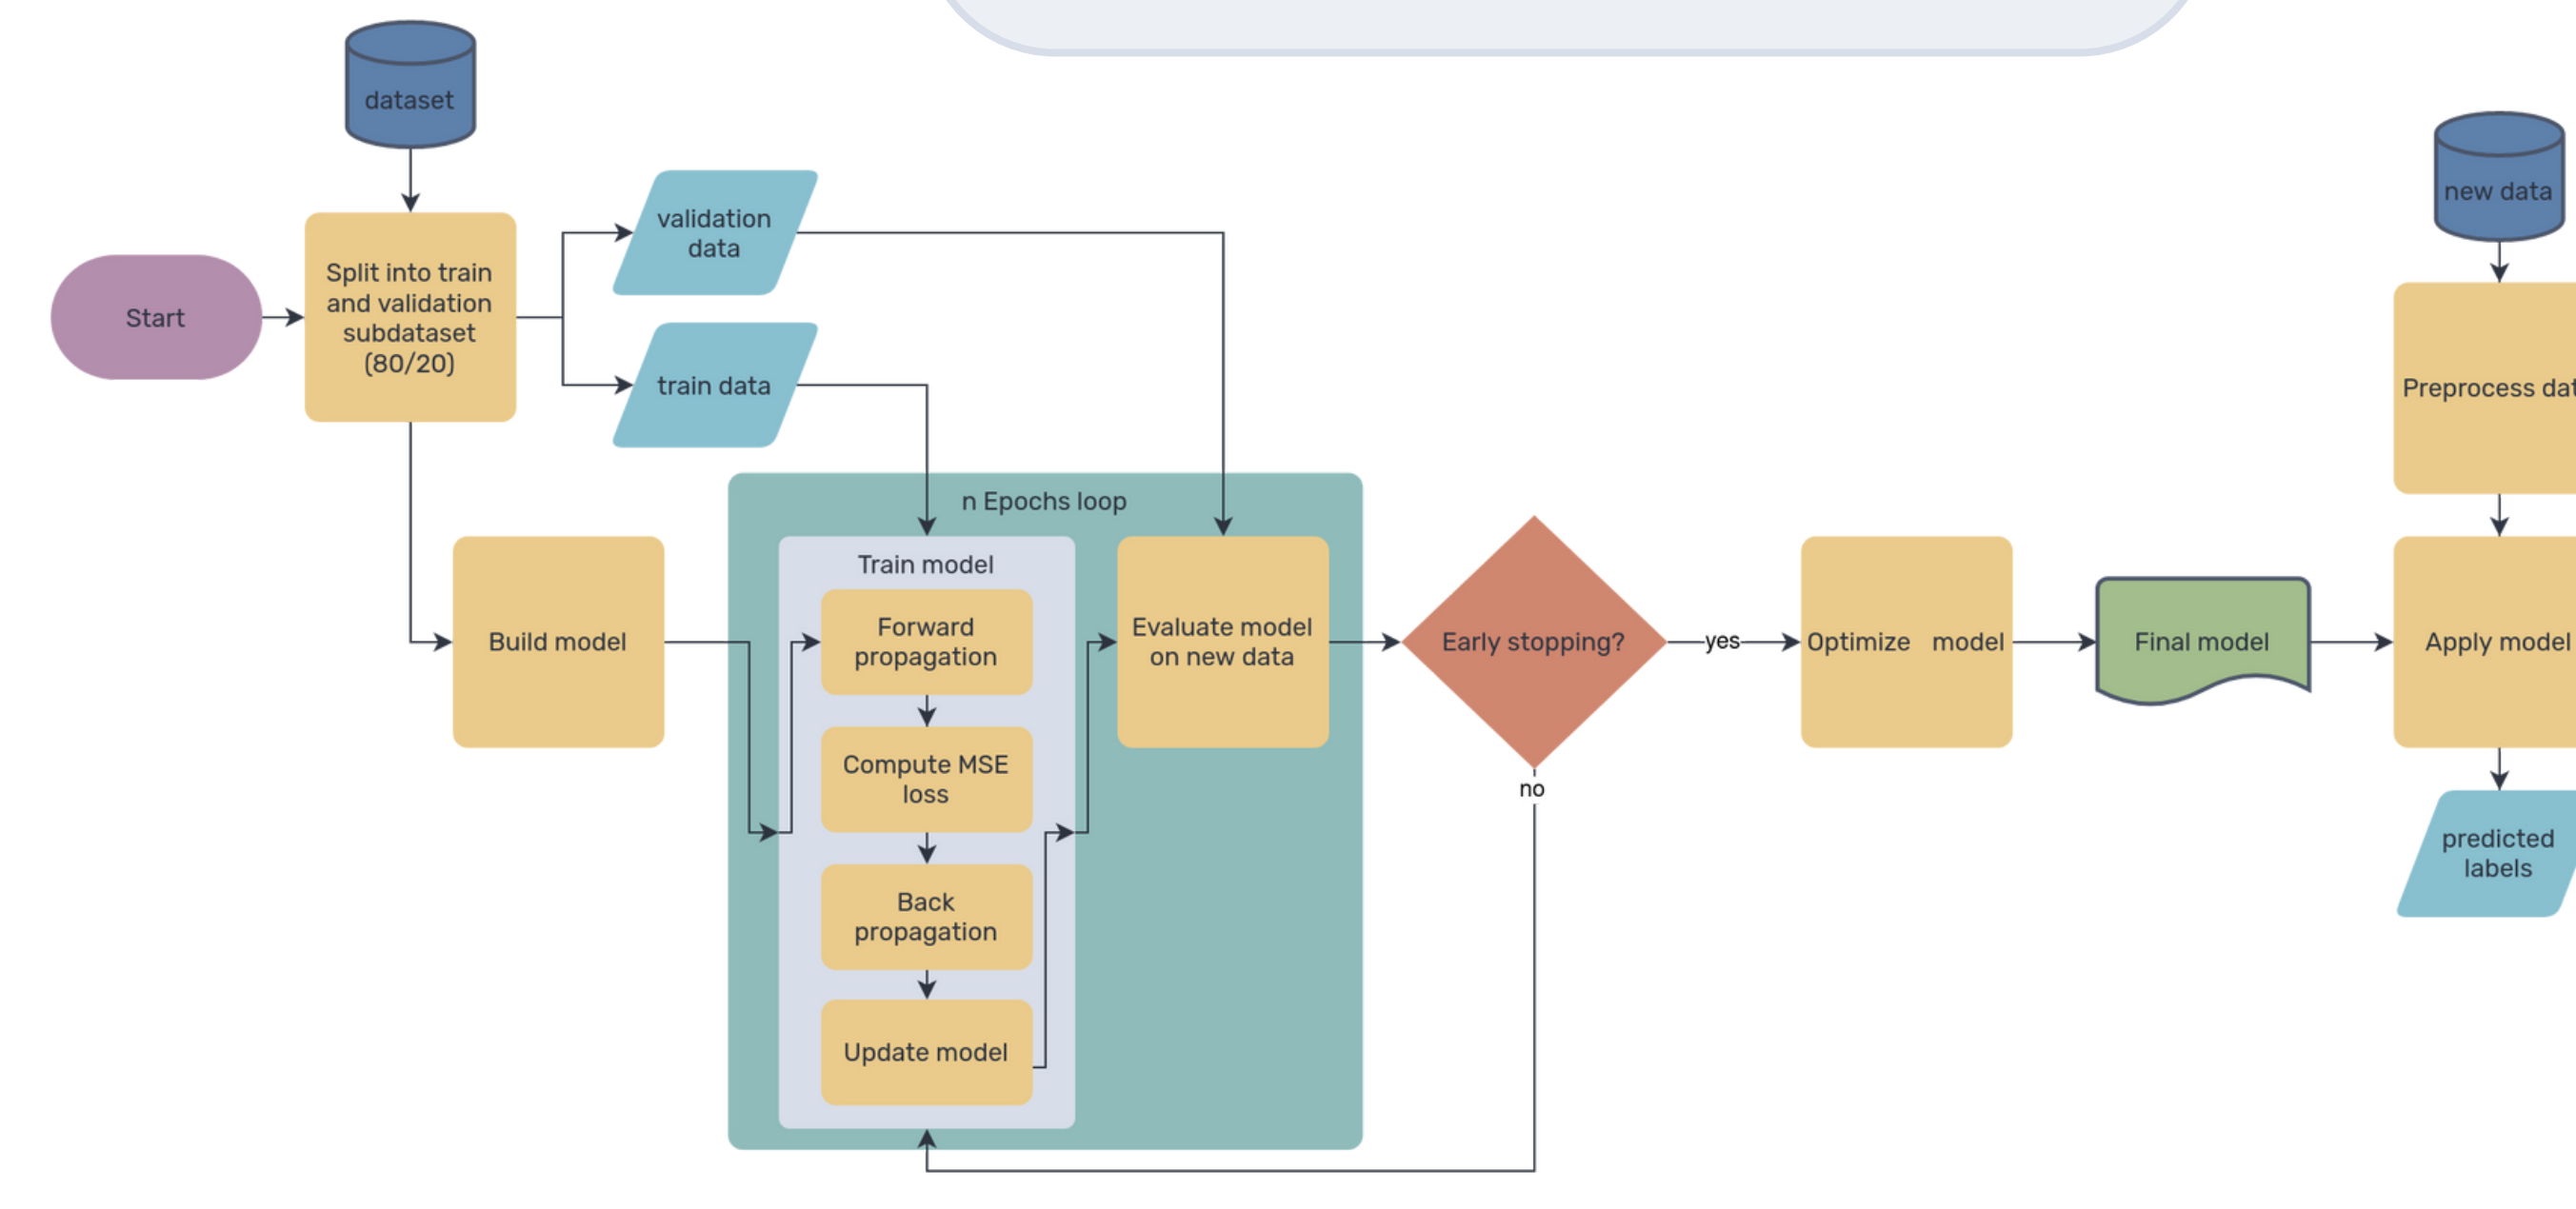 dataset
Start
Split into train
and validation
subdataset
(80/20)
validation
data
train data
Build model
n Epochs loop
Train model
Forward
propagation
Compute MSE
loss
Back
propagation
Update model
Evaluate model
on new data
Early stopping?
yes
no
Optimize model
Final model
new data
Preprocess dat
Apply model
predicted
labels